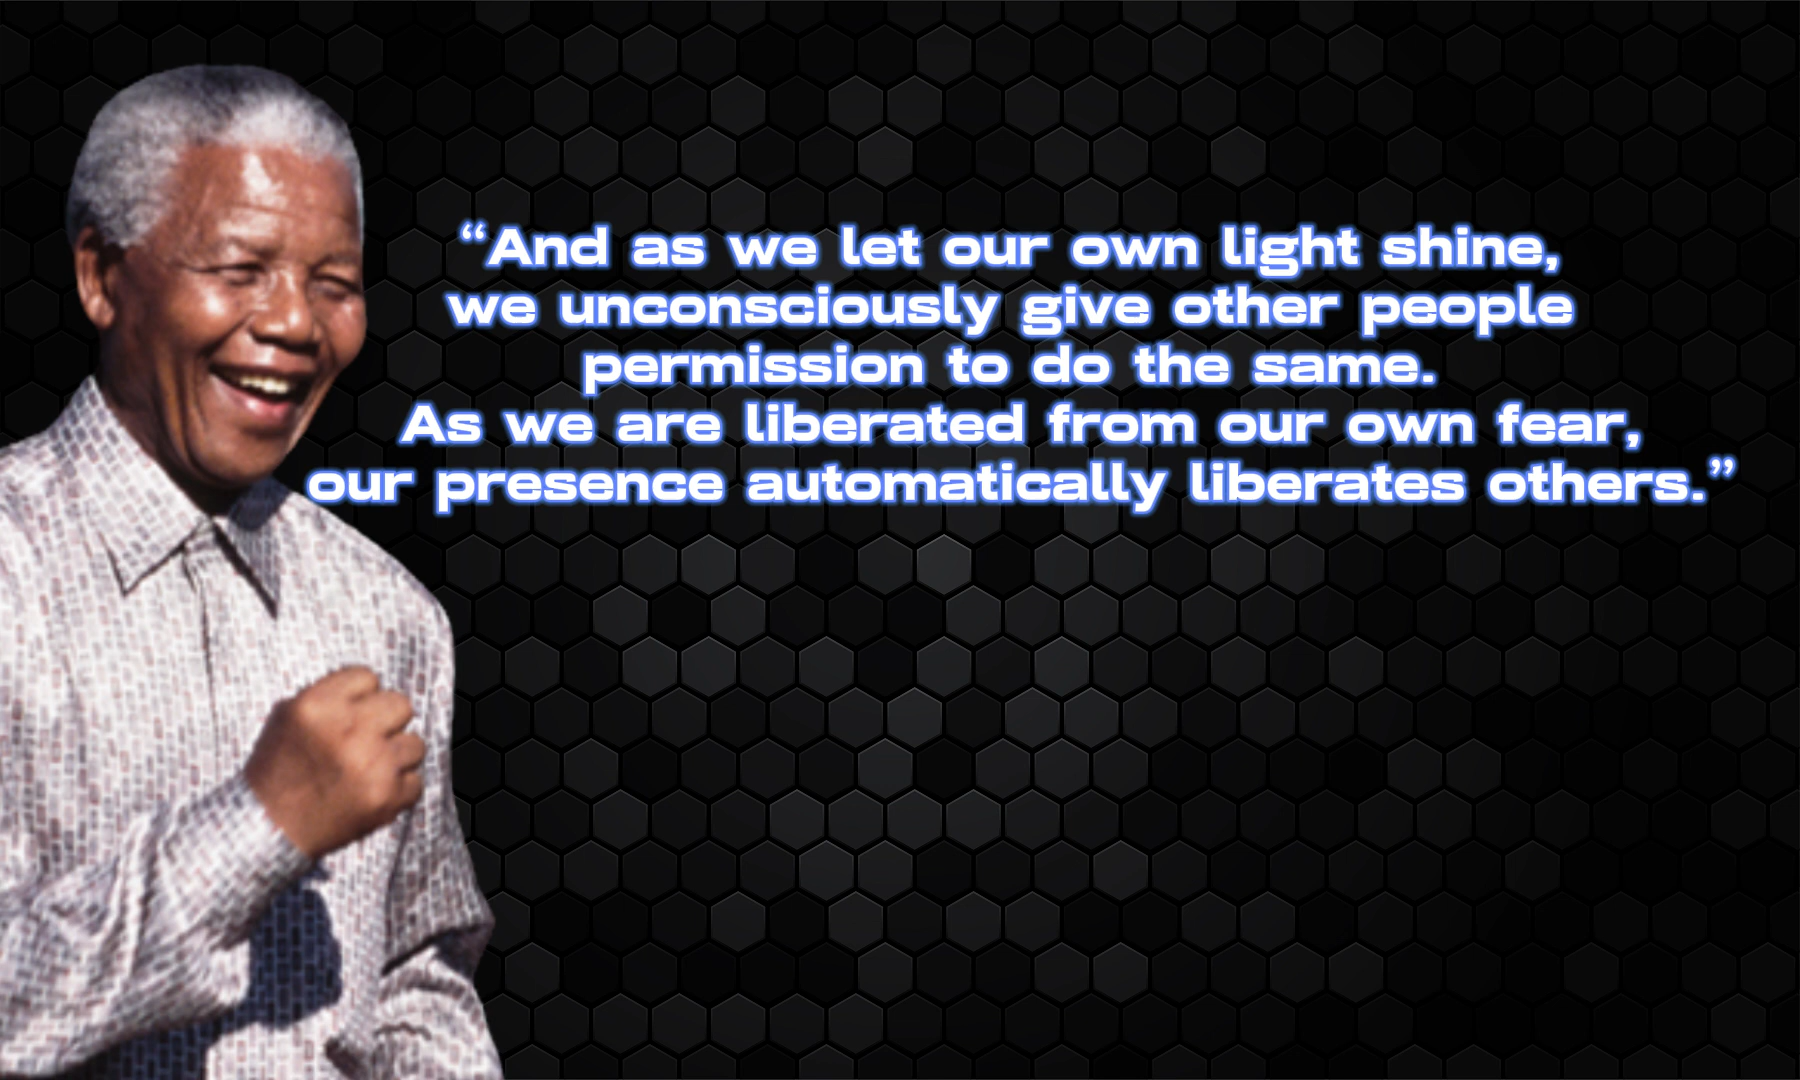 “And as we let our own light shine,
we unconsciously give other people
permission to do the same.
As we are liberated from our own fear,
our presence automatically liberates others.”